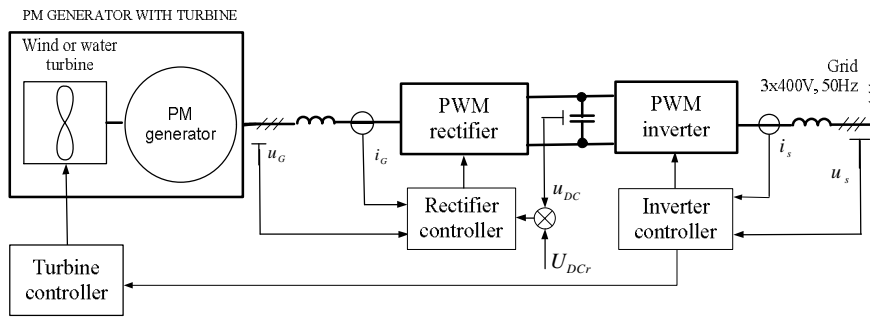 PM GENERATOR WITH TURBINE
Wind or water
turbine
PM
generator
u_G
i_G
PWM
rectifier
PWM
inverter
Grid
3x400V, 50Hz
i_s
u_s
u_DC
Rectifier
controller
U_DCr
Inverter
controller
Turbine
controller